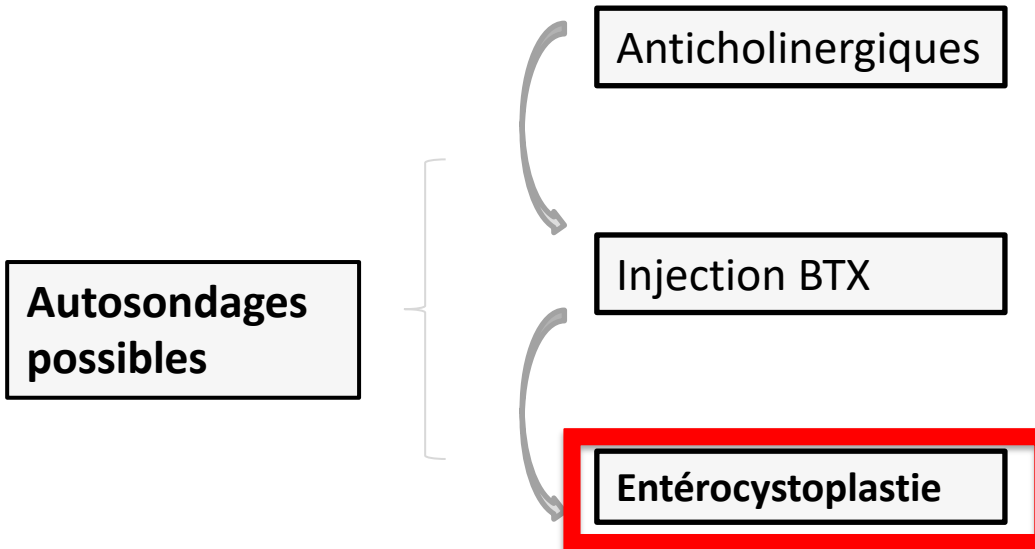 Anticholinergiques
Autosondages
possibles
Injection BTX
Entérocystoplastie